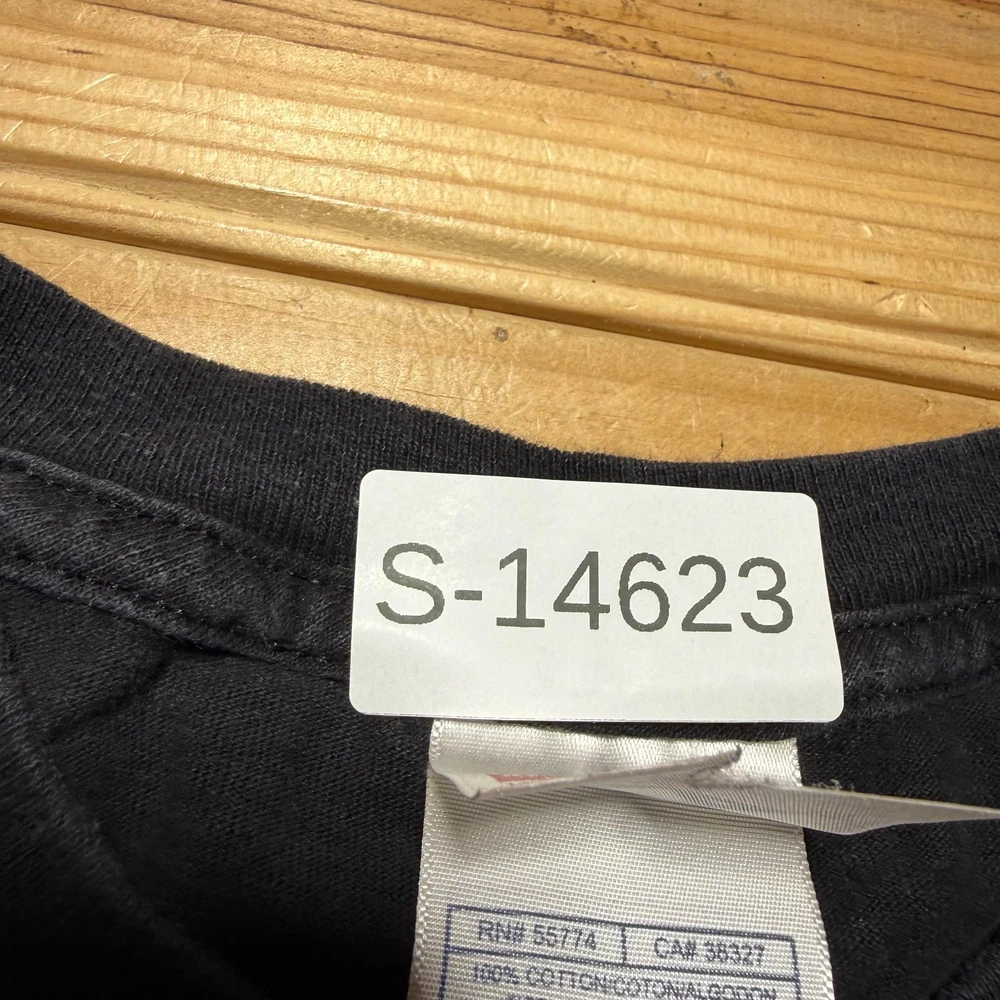 S-14623
RN# 55774 CA# 38327
100% COTTON/COTON/ALGODON